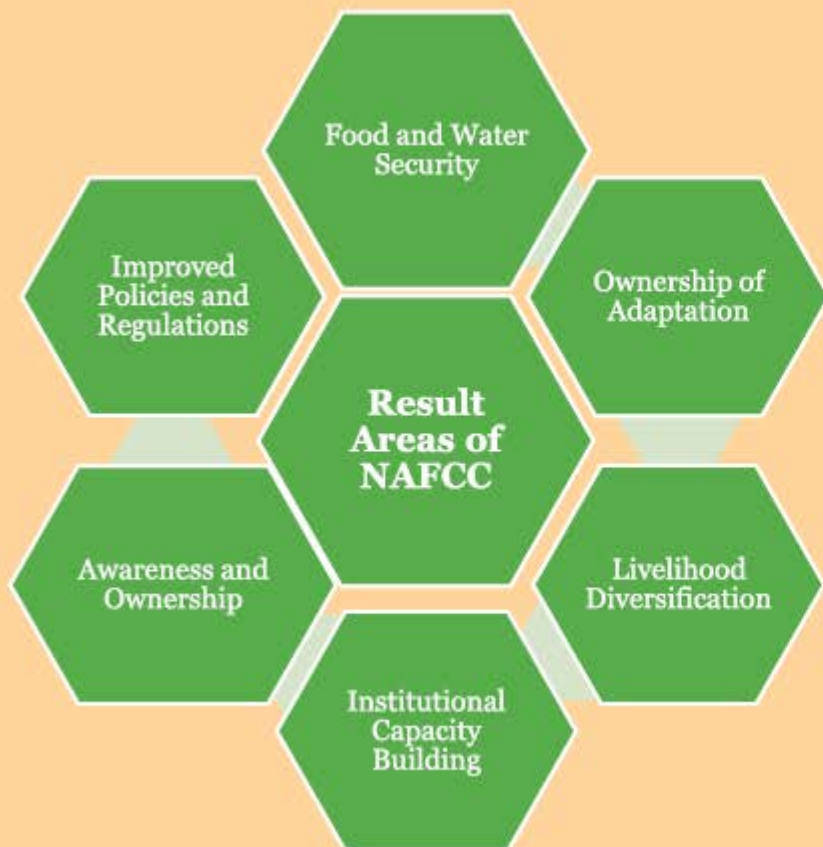 Food and Water
Security
Improved
Policies and
Regulations
Ownership of
Adaptation
Result
Areas of
NAFCC
Awareness and
Ownership
Livelihood
Diversification
Institutional
Capacity
Building